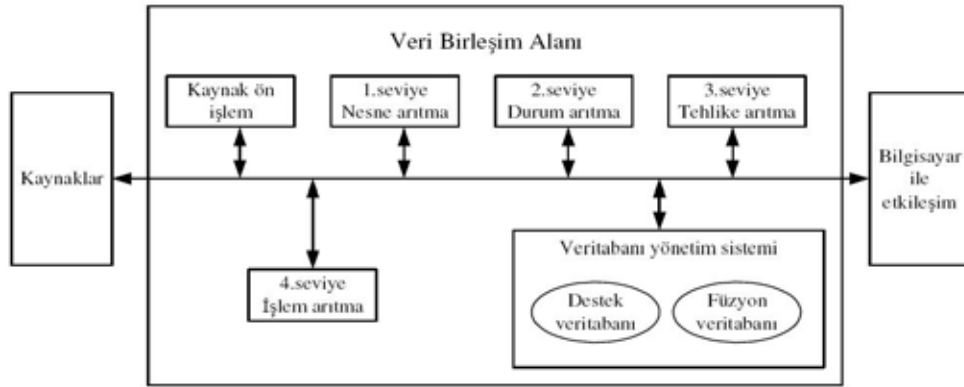 Veri Birleşim Alanı
Kaynak ön
işlem
1.seviye
Nesne arıtma
2.seviye
Durum arıtma
3.seviye
Tehlike arıtma
Kaynaklar
Bilgisayar
ile
etkileşim
4.seviye
İşlem arıtma
Veritabanı yönetim sistemi
Destek
veritabanı
Füzyon
veritabanı